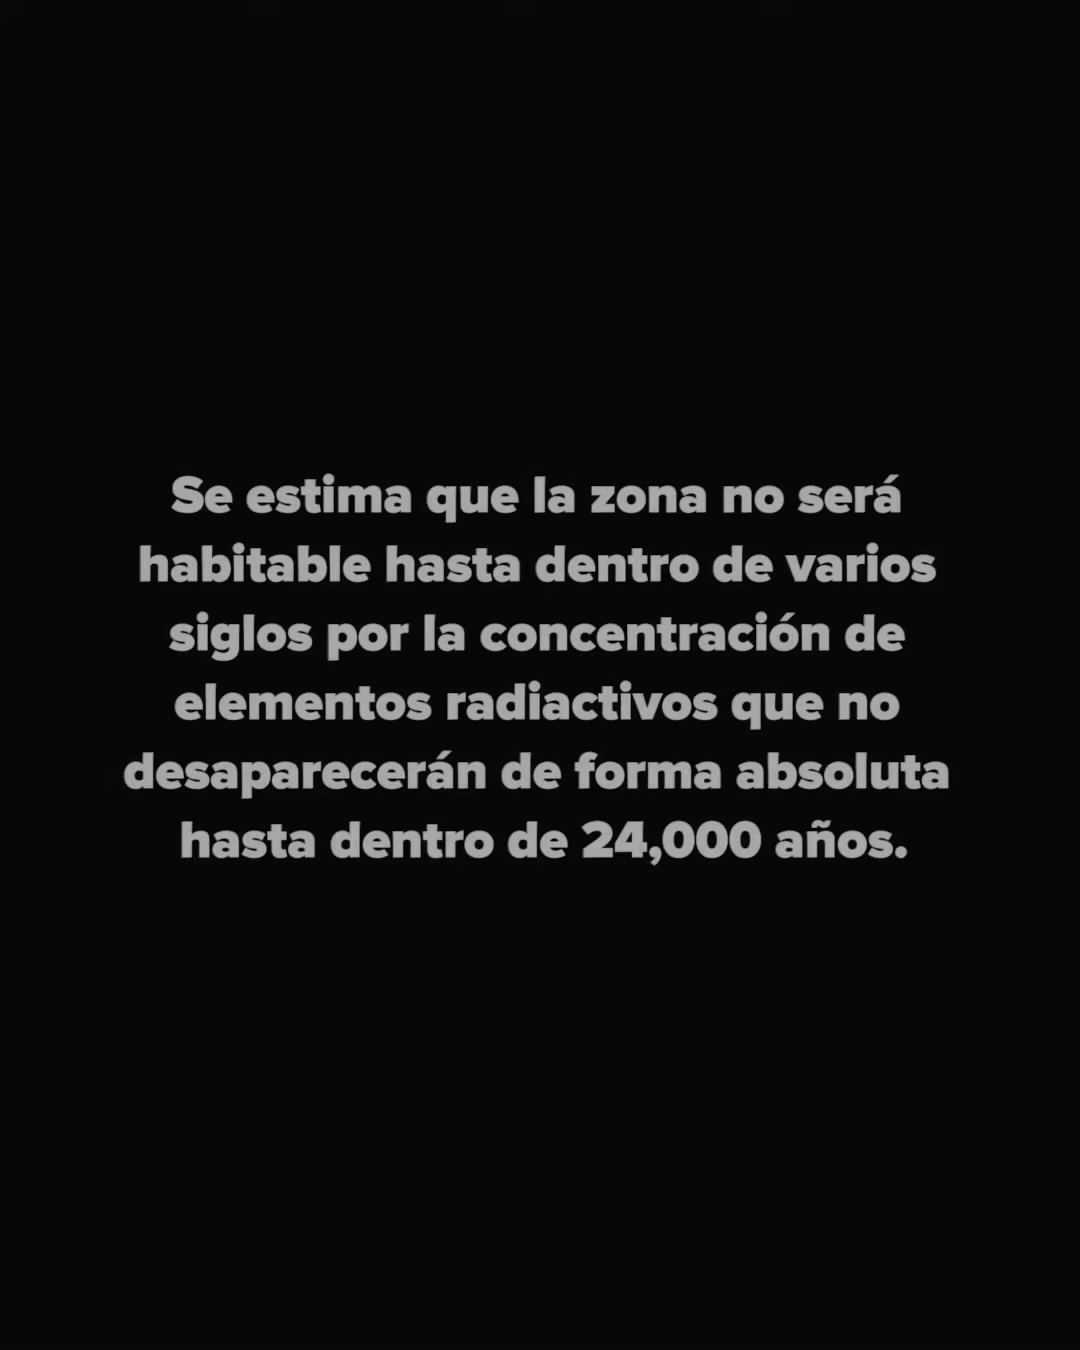 Se estima que la zona no será
habitable hasta dentro de varios
siglos por la concentración de
elementos radiactivos que no
desaparecerán de forma absoluta
hasta dentro de 24,000 años.